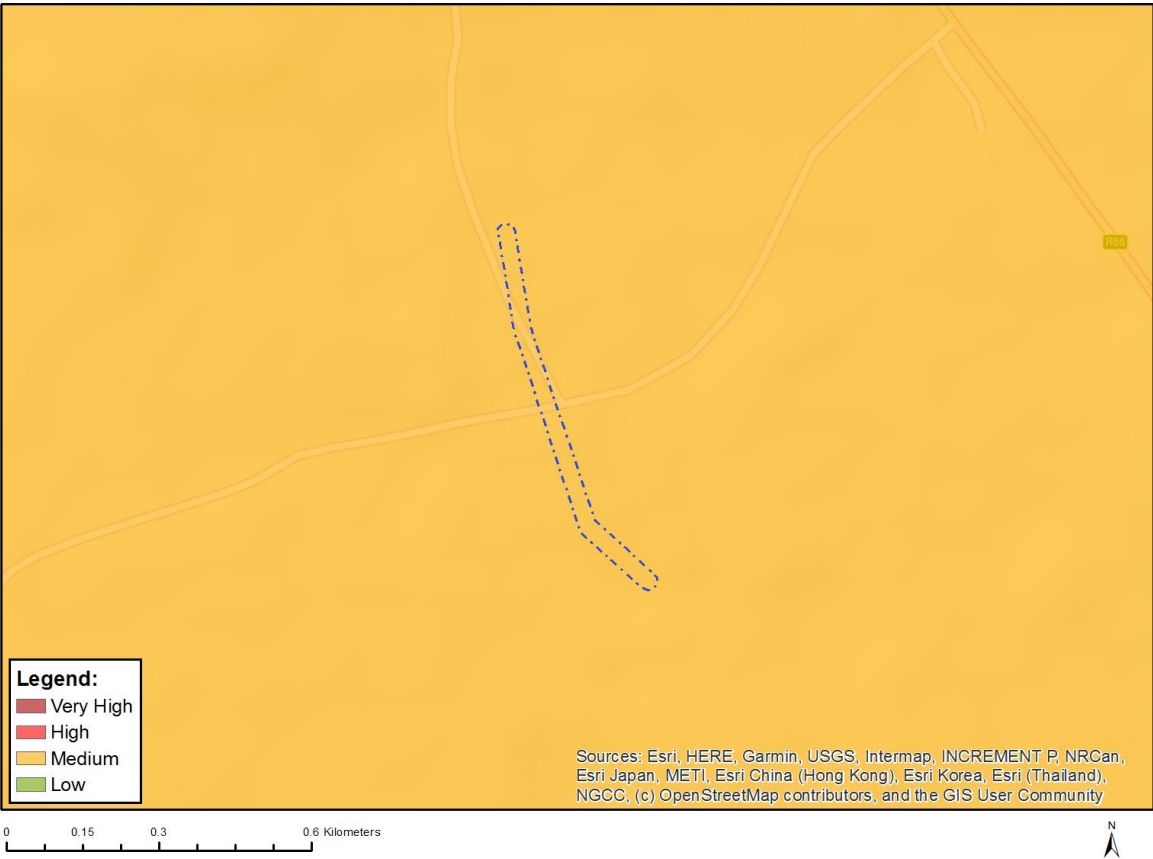 R68
Legend:
Very High
High
Medium
Low
Sources: Esri, HERE, Garmin, USGS, Intermap, INCREMENT P, NRCan,
Esri Japan, METI, Esri China (Hong Kong), Esri Korea, Esri (Thailand),
NGCC, (c) OpenStreetMap contributors, and the GIS User Community
0 0.15 0.3 0.6 Kilometers
N